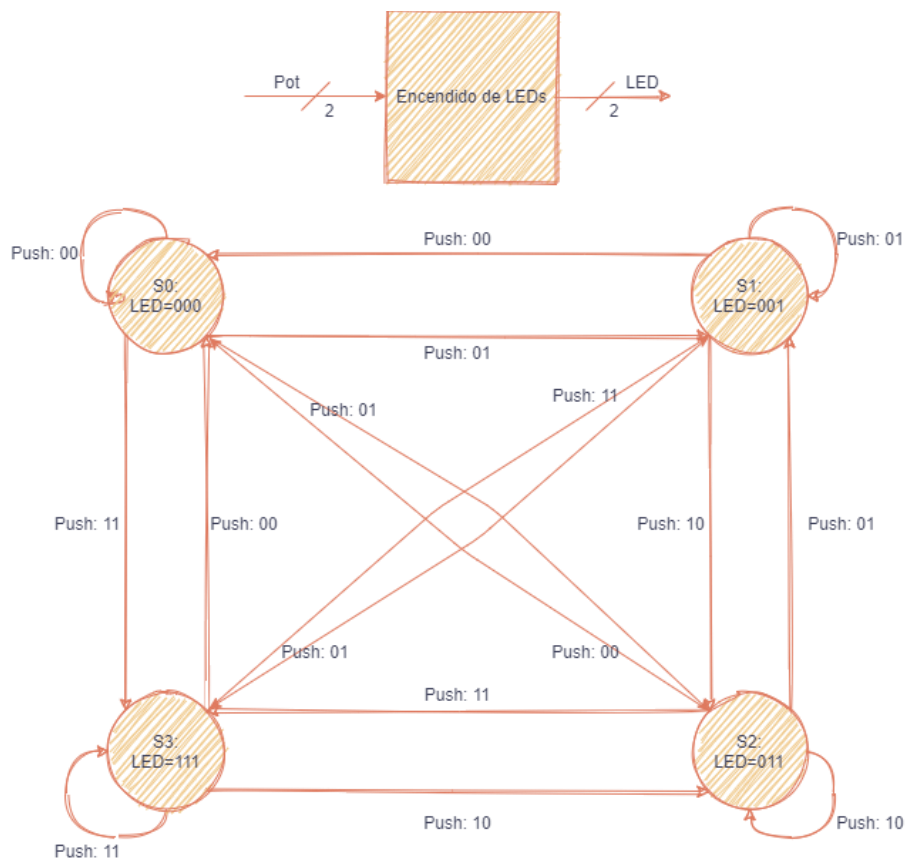 Pot
LED
Encendido de LEDs
2
2
Push: 00
Push: 00
Push: 01
S0:
LED=000
S1:
LED=001
Push: 01
Push: 11
Push: 01
Push: 11
Push: 00
Push: 10
Push: 01
Push: 01
Push: 00
Push: 11
S3:
LED=111
S2:
LED=011
Push: 10
Push: 10
Push: 11